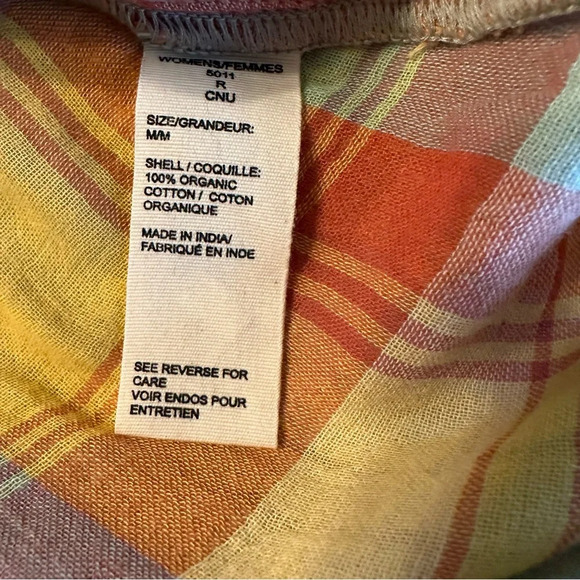 WOMENS/FEMMES
5011
R
CNU
SIZE/GRANDEUR:
M/M
SHELL / COQUILLE:
100% ORGANIC
COTTON / COTON
ORGANIQUE
MADE IN INDIA/
FABRIQUÉ EN INDE
SEE REVERSE FOR
CARE
VOIR ENDOS POUR
ENTRETIEN